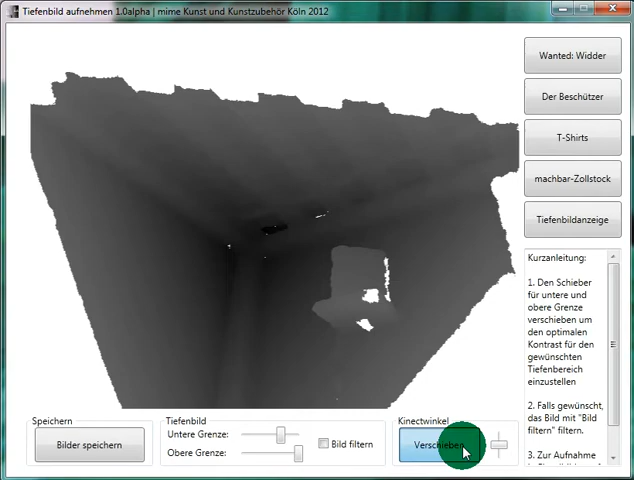 Tiefenbild aufnehmen 1.0alpha | mime Kunst und Kunstzubehör Köln 2012
Wanted: Widder
Der Beschützer
T-Shirts
machbar-Zollstock
Tiefenbildanzeige
Kurzanleitung:
1. Den Schieber
für untere und
obere Grenze
verschieben um
den optimalen
Kontrast für den
gewünschten
Tiefenbereich
einzustellen
2. Falls gewünscht,
das Bild mit "Bild
filtern" filtern.
3. Zur Aufnahme
Speichern
Bilder speichern
Tiefenbild
Untere Grenze:
Obere Grenze:
Bild filtern
Kinectwinkel
Verschieben